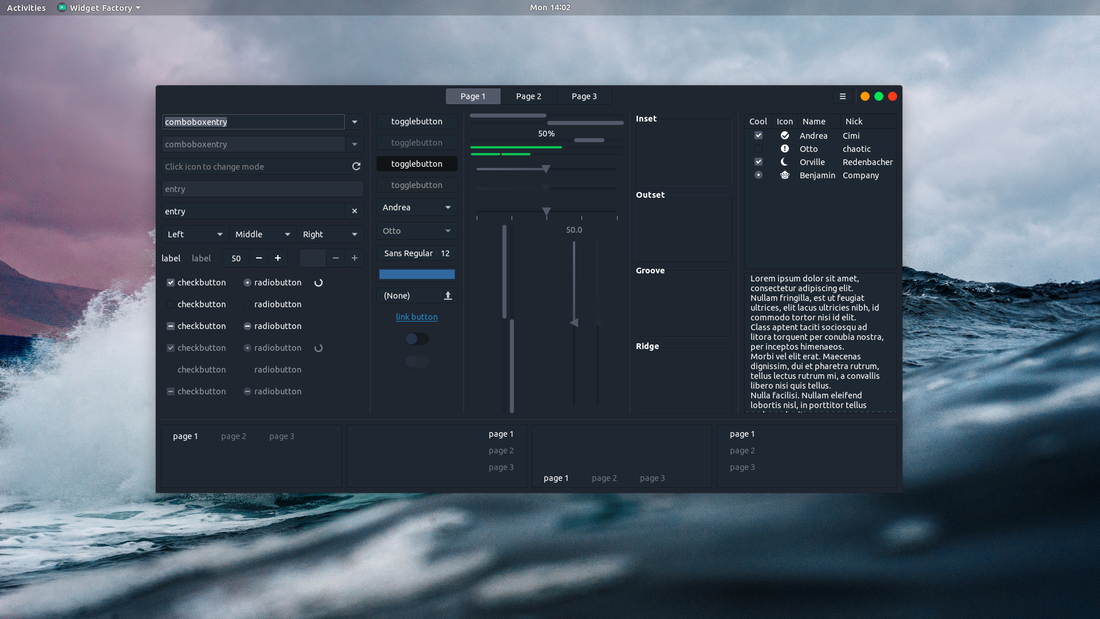 Activities
Widget Factory
Mon 14:02
Page 1
Page 2
Page 3
comboboxentry
comboboxentry
Click icon to change mode
entry
entry
Left
Middle
Right
label
label
50
checkbutton
radiobutton
checkbutton
radiobutton
checkbutton
radiobutton
checkbutton
radiobutton
checkbutton
radiobutton
checkbutton
radiobutton
togglebutton
togglebutton
togglebutton
togglebutton
Andrea
Otto
Sans Regular 12
(None)
link button
50%
50.0
Inset
Outset
Groove
Ridge
Cool Icon Name Nick
Andrea Cimi
Otto chaotic
Orville Redenbacher
Benjamin Company
Lorem ipsum dolor sit amet,
consectetur adipiscing elit.
Nullam fringilla, est ut feugiat
ultrices, elit lacus ultricies nibh, id
commodo tortor nisi id elit.
Class aptent taciti sociosqu ad
litora torquent per conubia nostra,
per inceptos himenaeos.
Morbi vel elit erat. Maecenas
dignissim, dui et pharetra rutrum,
tellus lectus rutrum mi, a convallis
libero nisi quis tellus.
Nulla facilisi. Nullam eleifend
lobortis nisl, in porttitor tellus
page 1
page 2
page 3
page 1
page 2
page 3
page 1
page 2
page 3
page 1
page 2
page 3